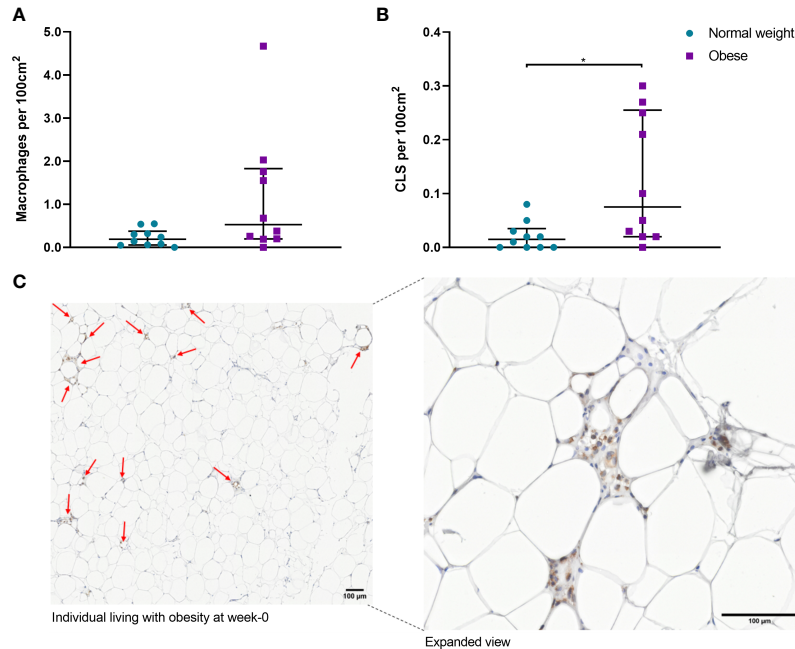 A
Macrophages per 100cm²
5.0
4.0
3.0
2.0
1.0
0.0
B
CLS per 100cm²
0.4
0.3
0.2
0.1
0.0
*
Normal weight
Obese
C
100 µm
Individual living with obesity at week-0
100 µm
Expanded view